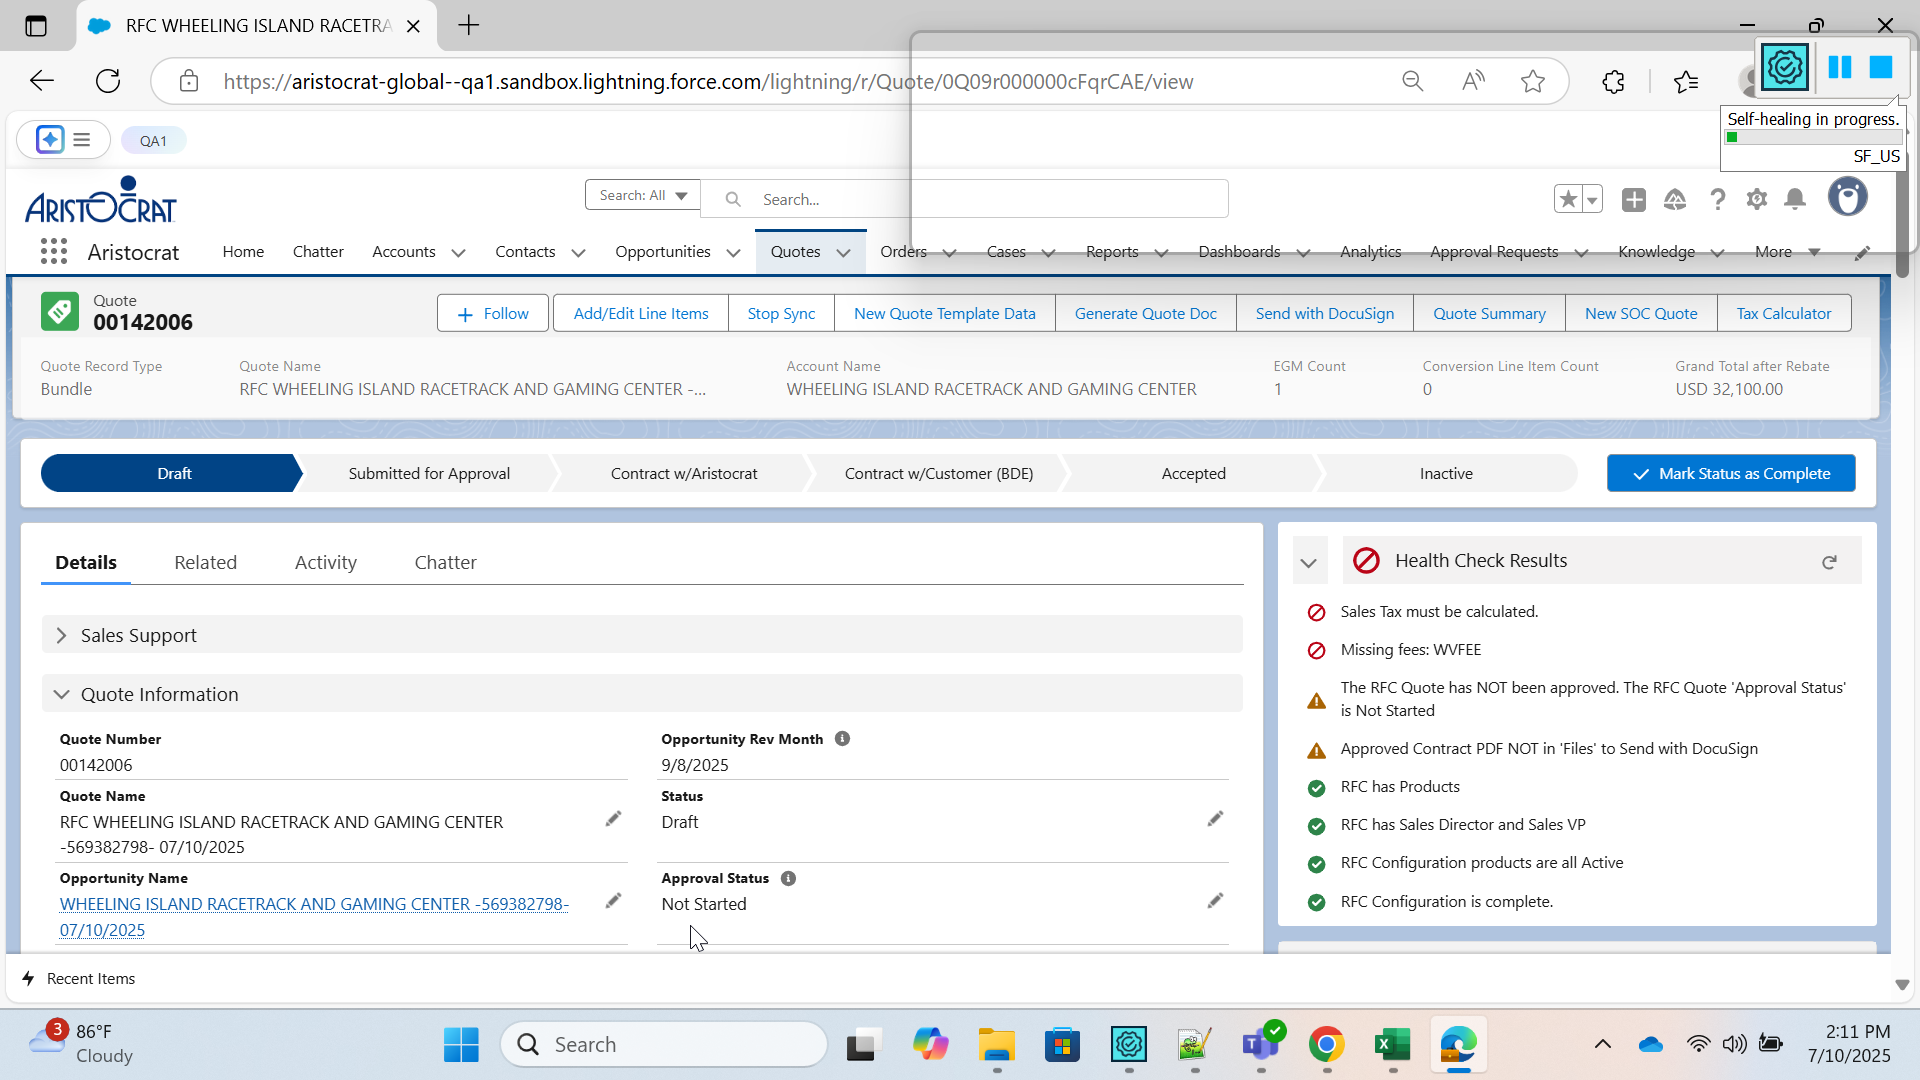 RFC WHEELING ISLAND RACETRA
https://aristocrat-global--qa1.sandbox.lightning.force.com/lightning/r/Quote/0Q09r000000cFqrCAE/view
Self-healing in progress.
SF_US
QA1
ARISTOCRAT
Search: All
Search...
Aristocrat
Home
Chatter
Accounts
Contacts
Opportunities
Quotes
Orders
Cases
Reports
Dashboards
Analytics
Approval Requests
Knowledge
More
Quote
00142006
Follow
Add/Edit Line Items
Stop Sync
New Quote Template Data
Generate Quote Doc
Send with DocuSign
Quote Summary
New SOC Quote
Tax Calculator
Quote Record Type
Bundle
Quote Name
RFC WHEELING ISLAND RACETRACK AND GAMING CENTER -...
Account Name
WHEELING ISLAND RACETRACK AND GAMING CENTER
EGM Count
1
Conversion Line Item Count
0
Grand Total after Rebate
USD 32,100.00
Draft
Submitted for Approval
Contract w/Aristocrat
Contract w/Customer (BDE)
Accepted
Inactive
Mark Status as Complete
Details
Related
Activity
Chatter
Sales Support
Quote Information
Quote Number
00142006
Opportunity Rev Month
9/8/2025
Quote Name
RFC WHEELING ISLAND RACETRACK AND GAMING CENTER
-569382798- 07/10/2025
Status
Draft
Opportunity Name
WHEELING ISLAND RACETRACK AND GAMING CENTER -569382798-
07/10/2025
Approval Status
Not Started
Health Check Results
Sales Tax must be calculated.
Missing fees: WVFEE
The RFC Quote has NOT been approved. The RFC Quote 'Approval Status'
is Not Started
Approved Contract PDF NOT in 'Files' to Send with DocuSign
RFC has Products
RFC has Sales Director and Sales VP
RFC Configuration products are all Active
RFC Configuration is complete.
Recent Items
3
86°F
Cloudy
Search
2:11 PM
7/10/2025